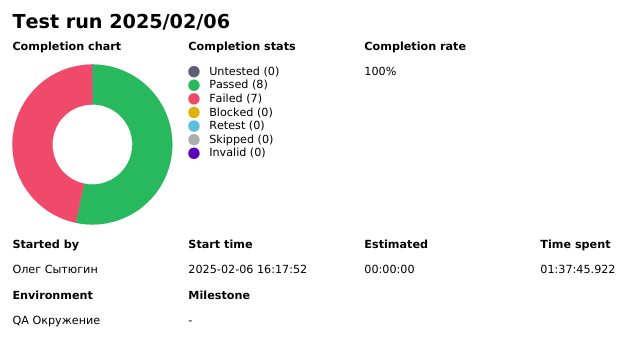 Test run 2025/02/06
Completion chart
Completion stats
Completion rate
Untested (0)
100%
Passed (8)
Failed (7)
Blocked (0)
Retest (0)
Skipped (0)
Invalid (0)
Started by
Start time
Estimated
Time spent
Олег Сытюгин
2025-02-06 16:17:52
00:00:00
01:37:45.922
Environment
Milestone
QA Окружение
-